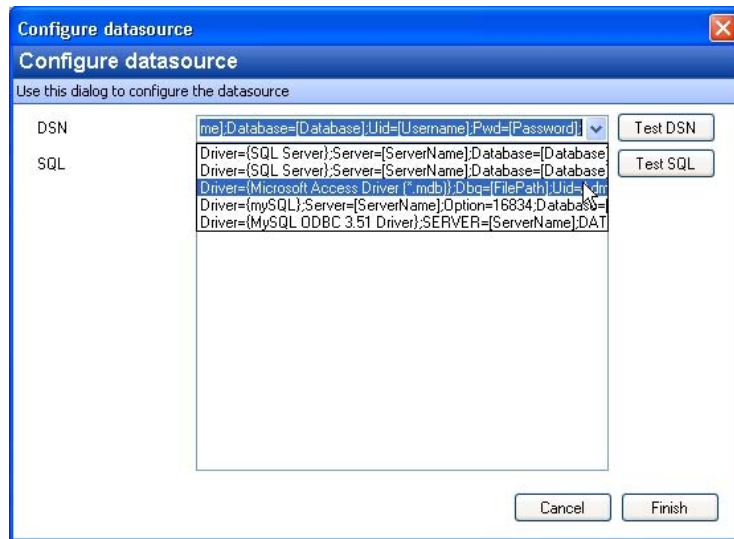 Configure datasource
Configure datasource
Use this dialog to configure the datasource
DSN
me];Database=[Database];Uid=[Username];Pwd=[Password];
Test DSN
SQL
Driver={SQL Server};Server=[ServerName];Database=[Database]
Driver={SQL Server};Server=[ServerName];Database=[Database]
Test SQL
Driver={Microsoft Access Driver (*.mdb)};Dbq=[FilePath];Uid=
Driver={mySQL};Server=[ServerName];Option=16834;Database=[
Driver={MySQL ODBC 3.51 Driver};SERVER=[ServerName];DAT
Cancel
Finish